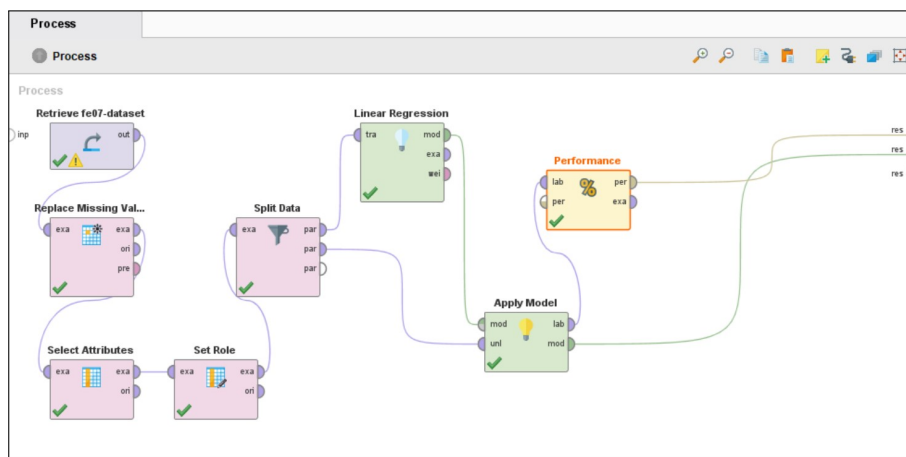 Process
Process
Process
inp
Retrieve fe07-dataset
out
Replace Missing Val...
exa
exa
ori
pre
Select Attributes
exa
exa
ori
Set Role
exa
exa
ori
Split Data
exa
par
par
par
Linear Regression
tra
mod
exa
wei
Apply Model
mod
lab
unl
mod
Performance
lab
per
per
exa
%
res
res
res